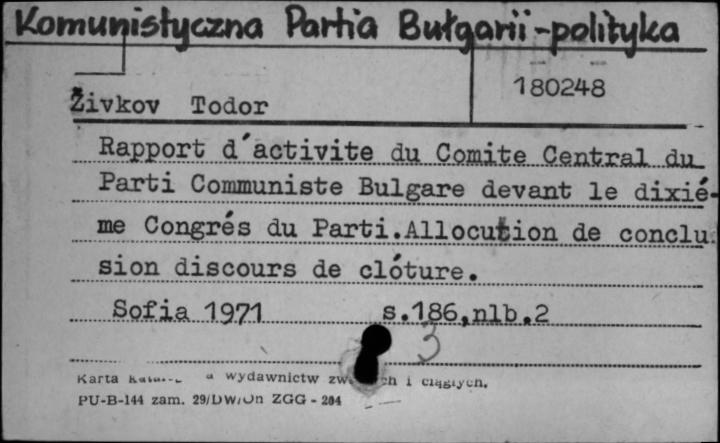 Komunistyczna Partia Bułgarii-polityka
180248
Živkov Todor
Rapport d'activite du Comite Central du
Parti Communiste Bulgare devant le dixié-
me Congrés du Parti.Allocution de conclu
sion discours de clóture.
Sofia 1971 s.186,nlb.2
3
Karta wydawnictw i ciągłych.
PU-B-144 zam. 29/DW/On ZGG - 204